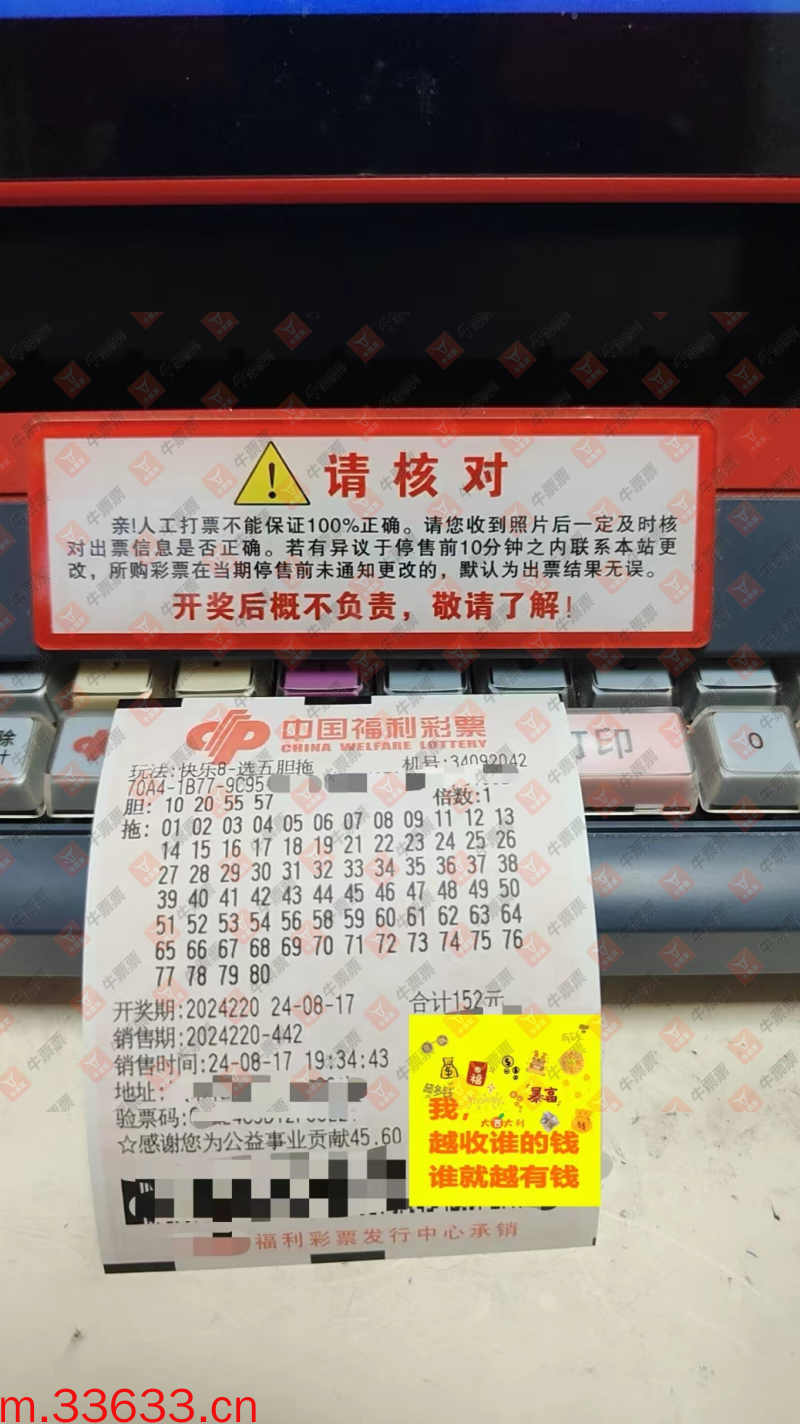 请核对
亲!人工打票不能保证100%正确。请您收到照片后一定及时核
对出票信息是否正确。若有异议于停售前10分钟之内联系本站更
改，所购彩票在当期停售前未通知更改的，默认为出票结果无误。
开奖后概不负责，敬请了解!
打印
0
中国福利彩票
CHINA WELFARE LOTTERY
玩法:快乐8-选五胆拖 机号:34092042
70A4-1B77-9C95
胆: 10 20 55 57 倍数:1
拖: 01 02 03 04 05 06 07 08 09 11 12 13
14 15 16 17 18 19 21 22 23 24 25 26
27 28 29 30 31 32 33 34 35 36 37 38
39 40 41 42 43 44 45 46 47 48 49 50
51 52 53 54 56 58 59 60 61 62 63 64
65 66 67 68 69 70 71 72 73 74 75 76
77 78 79 80
开奖期:2024220 24-08-17 合计152元
销售期:2024220-442
销售时间:24-08-17 19:34:43
地址:
验票码:
☆感谢您为公益事业贡献45.60
福
暴富
大吉大利
我，
越收谁的钱
谁就越有钱
福利彩票发行中心承销
牛票票
m.33633.cn